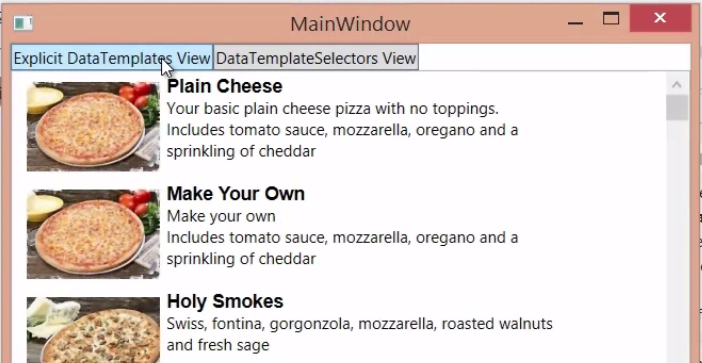 MainWindow
Explicit DataTemplates View DataTemplateSelectors View
Plain Cheese
Your basic plain cheese pizza with no toppings.
Includes tomato sauce, mozzarella, oregano and a
sprinkling of cheddar
Make Your Own
Make your own
Includes tomato sauce, mozzarella, oregano and a
sprinkling of cheddar
Holy Smokes
Swiss, fontina, gorgonzola, mozzarella, roasted walnuts
and fresh sage